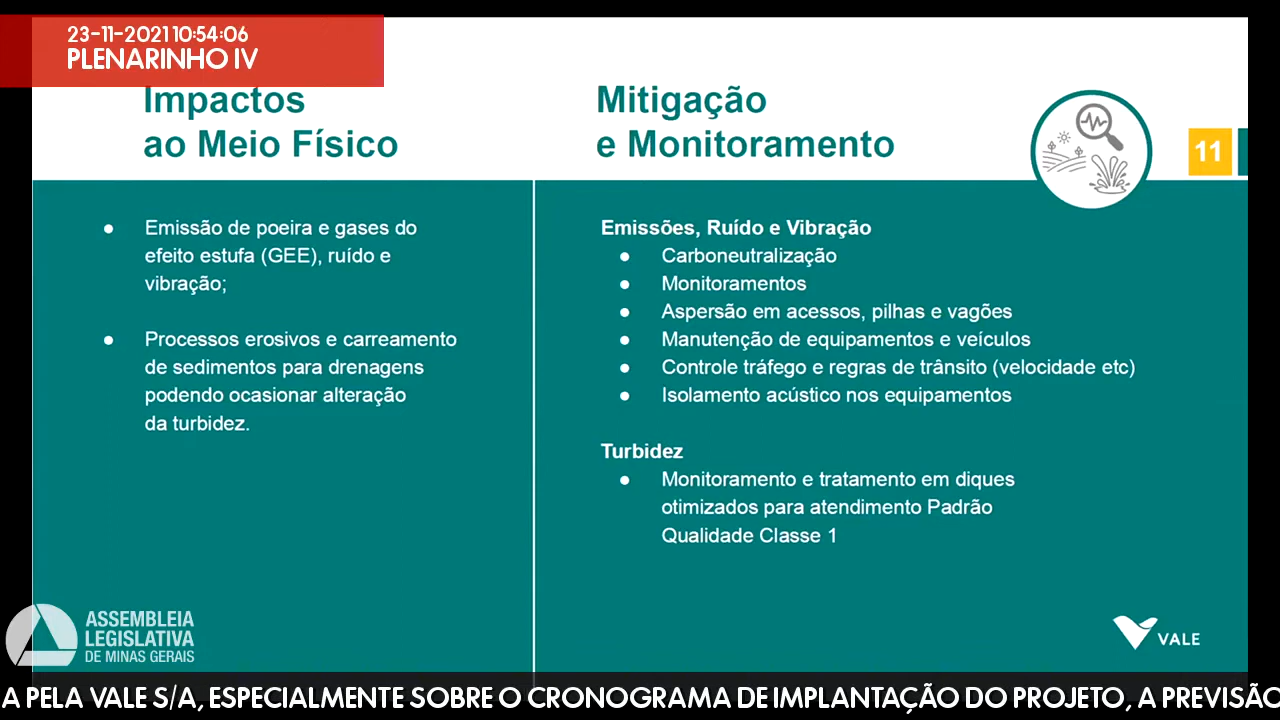 23-11-2021 10:54:06
PLENARINHO IV
Impactos
ao Meio Físico
Mitigação
e Monitoramento
11
● Emissão de poeira e gases do
efeito estufa (GEE), ruído e
vibração;
● Processos erosivos e carreamento
de sedimentos para drenagens
podendo ocasionar alteração
da turbidez.
Emissões, Ruído e Vibração
● Carboneutralização
● Monitoramentos
● Aspersão em acessos, pilhas e vagões
● Manutenção de equipamentos e veículos
● Controle tráfego e regras de trânsito (velocidade etc)
● Isolamento acústico nos equipamentos
Turbidez
● Monitoramento e tratamento em diques
otimizados para atendimento Padrão
Qualidade Classe 1
ASSEMBLEIA
LEGISLATIVA
DE MINAS GERAIS
VALE
A PELA VALE S/A, ESPECIALMENTE SOBRE O CRONOGRAMA DE IMPLANTAÇÃO DO PROJETO, A PREVISÃO